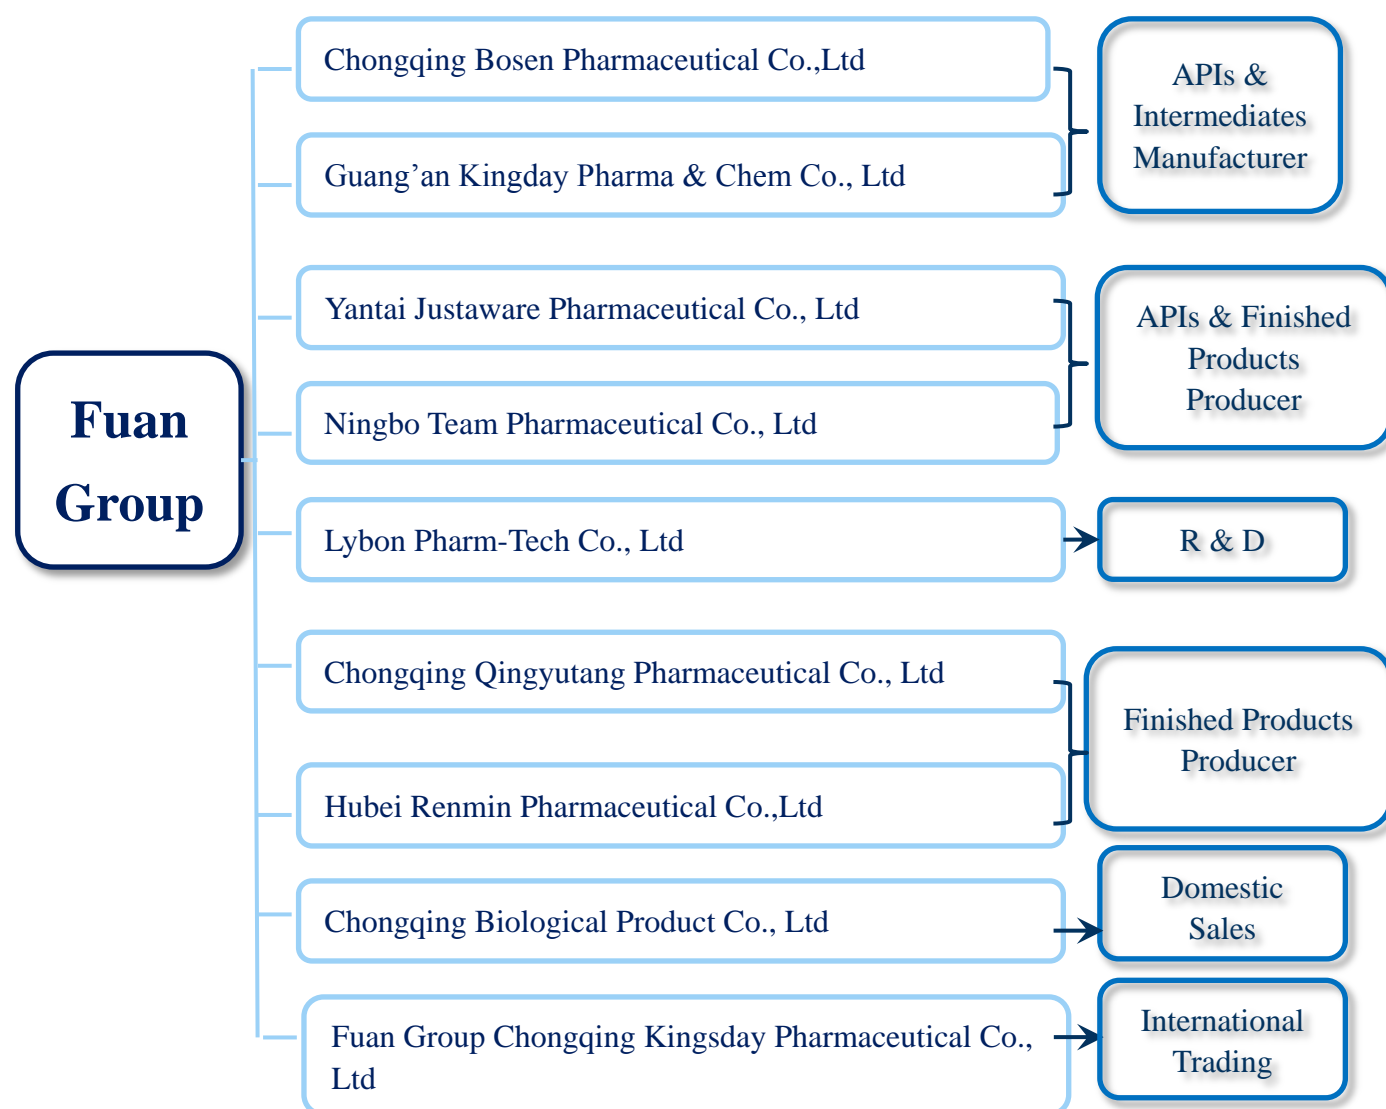 Fuan
Group
Chongqing Bosen Pharmaceutical Co.,Ltd
Guang’an Kingday Pharma & Chem Co., Ltd
APIs &
Intermediates
Manufacturer
Yantai Justaware Pharmaceutical Co., Ltd
Ningbo Team Pharmaceutical Co., Ltd
APIs & Finished
Products
Producer
Lybon Pharm-Tech Co., Ltd
R & D
Chongqing Qingyutang Pharmaceutical Co., Ltd
Hubei Renmin Pharmaceutical Co.,Ltd
Finished Products
Producer
Chongqing Biological Product Co., Ltd
Domestic
Sales
Fuan Group Chongqing Kingsday Pharmaceutical Co.,
Ltd
International
Trading